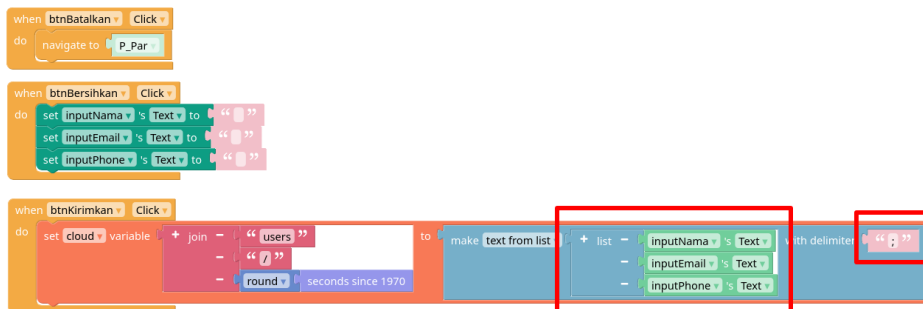 when btnBatalkan Click
do navigate to P_Par
when btnBersihkan Click
do set inputNama 's Text to “ ”
set inputEmail 's Text to “ ”
set inputPhone 's Text to “ ”
when btnKirimkan Click
do set cloud variable + join − “ users ” to make text from list + list − inputNama 's Text with delimiter “ ; ”
− “ / ” − inputEmail 's Text
− round seconds since 1970 − inputPhone 's Text